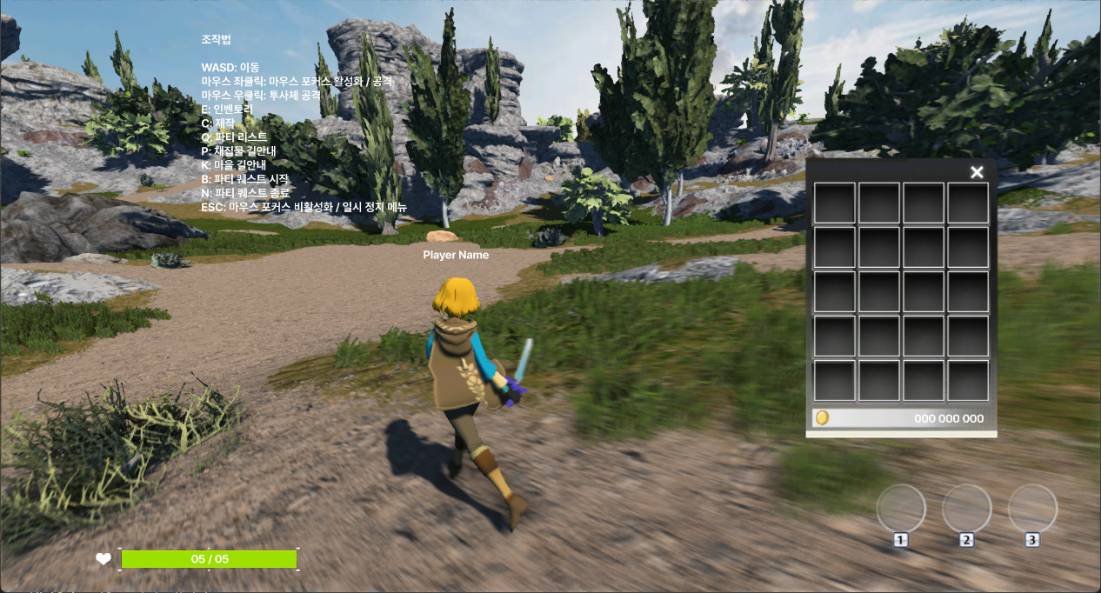 조작법
WASD: 이동
마우스 좌클릭: 마우스 포커스 활성화 / 공격
마우스 우클릭: 투사체 공격
E: 인벤토리
C: 제작
Q: 파티 리스트
P: 채집물 길안내
K: 마을 길안내
B: 파티 퀘스트 시작
N: 파티 퀘스트 종료
ESC: 마우스 포커스 비활성화 / 일시 정지 메뉴
Player Name
000 000 000
1 2 3
05 / 05